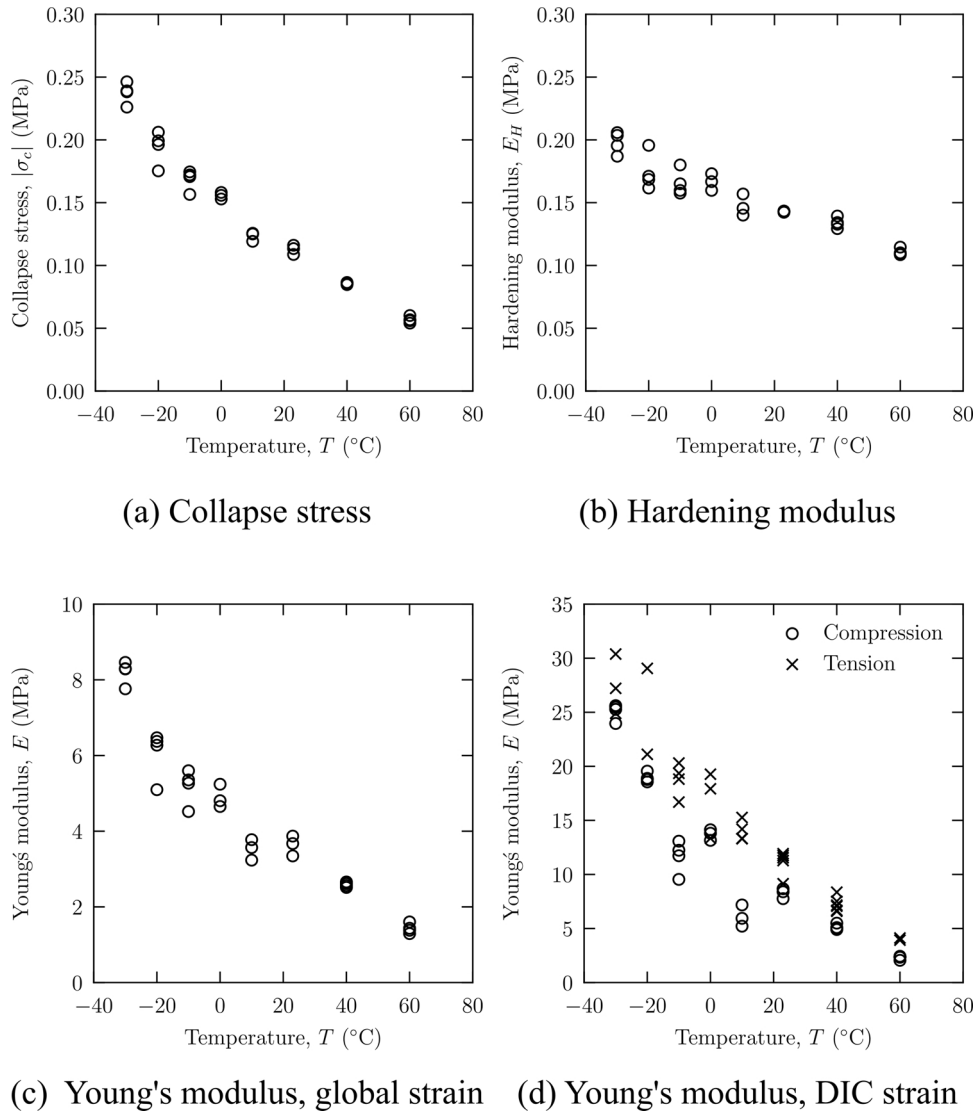 0.30
0.25
0.20
0.15
0.10
0.05
0.00
−40 −20 0 20 40 60 80
Collapse stress, |σc| (MPa)
Temperature, T (°C)
(a) Collapse stress
0.30
0.25
0.20
0.15
0.10
0.05
0.00
−40 −20 0 20 40 60 80
Hardening modulus, EH (MPa)
Temperature, T (°C)
(b) Hardening modulus
10
8
6
4
2
0
−40 −20 0 20 40 60 80
Younǵs modulus, E (MPa)
Temperature, T (°C)
(c) Young's modulus, global strain
35
30
25
20
15
10
5
0
−40 −20 0 20 40 60 80
Younǵs modulus, E (MPa)
Temperature, T (°C)
Compression
Tension
(d) Young's modulus, DIC strain